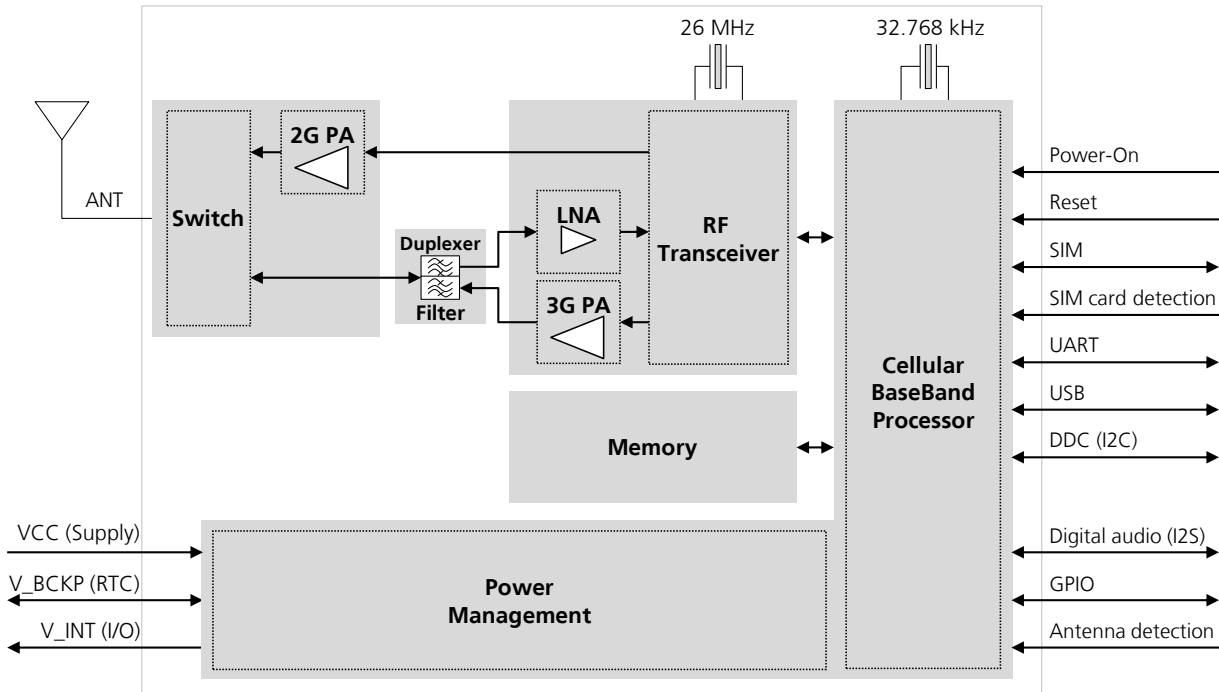 26 MHz
32.768 kHz
2G PA
ANT
Switch
LNA
RF
Transceiver
Duplexer
Filter
3G PA
Memory
Cellular
BaseBand
Processor
Power-On
Reset
SIM
SIM card detection
UART
USB
DDC (I2C)
Digital audio (I2S)
GPIO
Antenna detection
VCC (Supply)
V_BCKP (RTC)
V_INT (I/O)
Power
Management